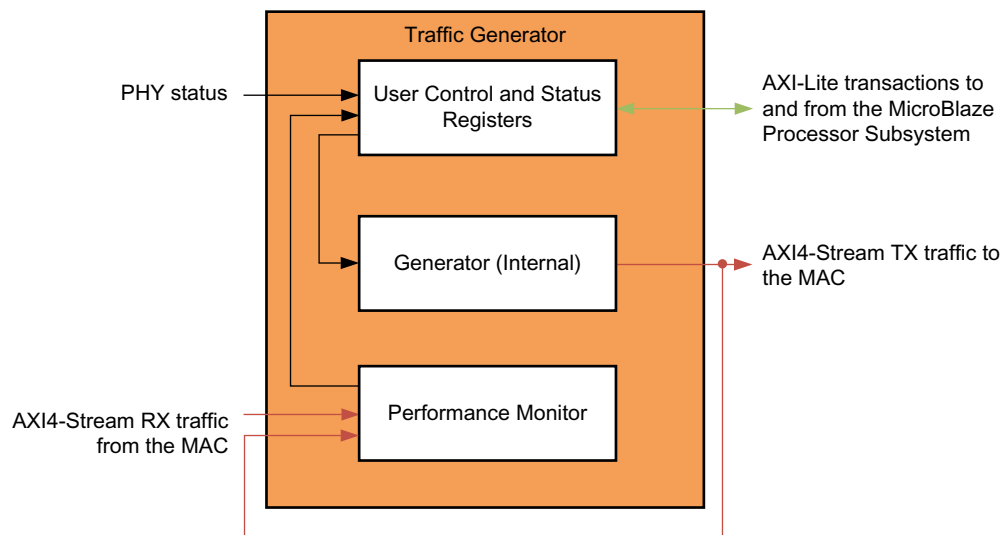 Traffic Generator
PHY status
User Control and Status
Registers
AXI-Lite transactions to
and from the MicroBlaze
Processor Subsystem
Generator (Internal)
AXI4-Stream TX traffic to
the MAC
AXI4-Stream RX traffic
from the MAC
Performance Monitor